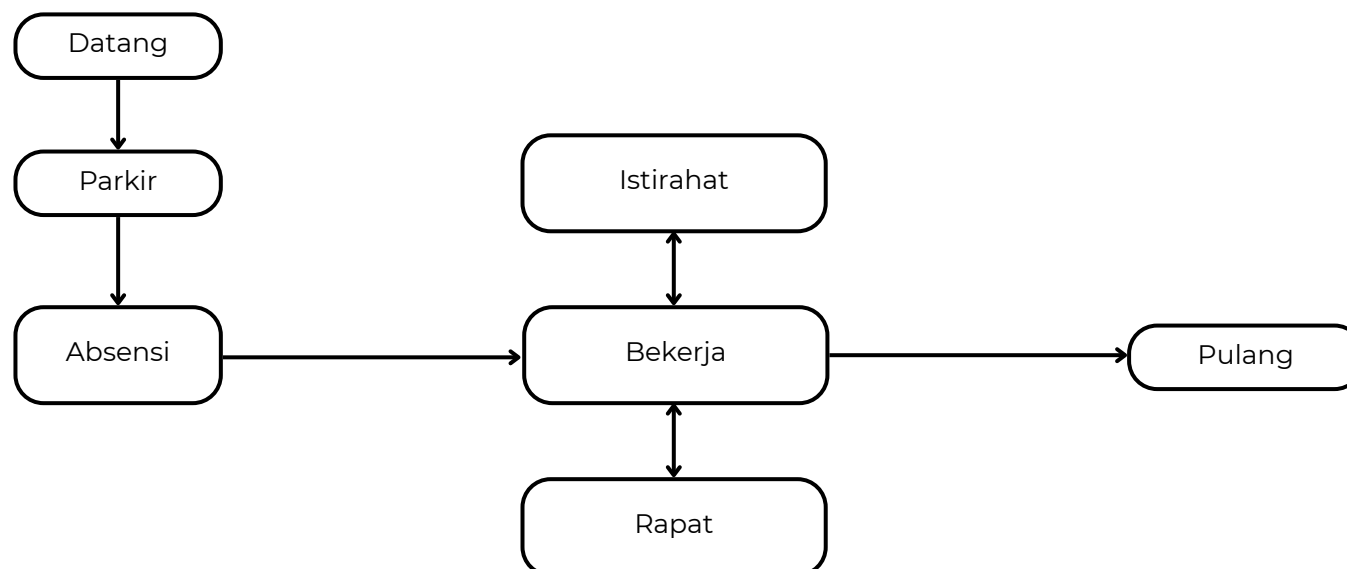 Datang
Parkir
Istirahat
Absensi
Bekerja
Pulang
Rapat